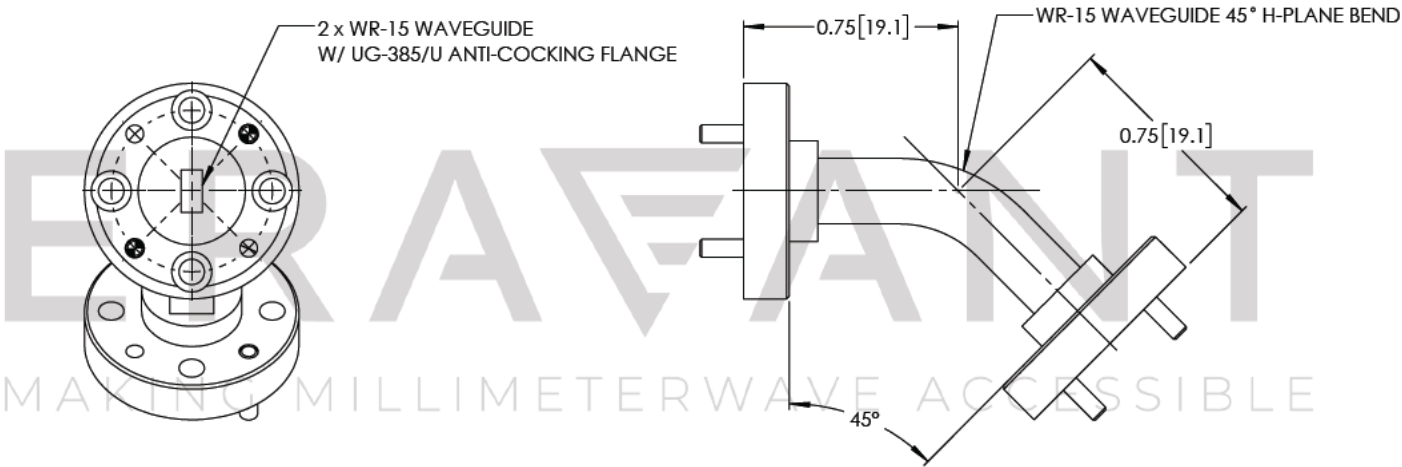 2 x WR-15 WAVEGUIDE
W/ UG-385/U ANTI-COCKING FLANGE
0.75[19.1]
WR-15 WAVEGUIDE 45° H-PLANE BEND
0.75[19.1]
45°
ERAVANT
MAKING MILLIMETERWAVE ACCESSIBLE